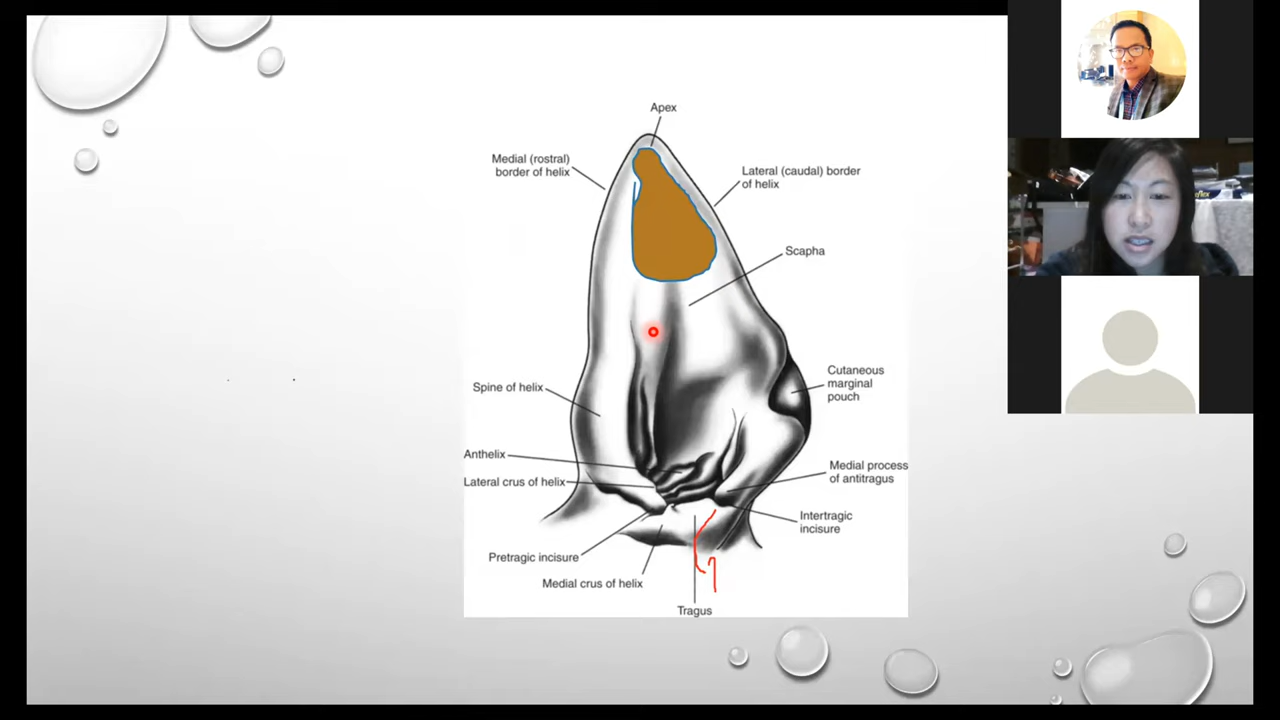 Apex
Medial (rostral)
border of helix
Lateral (caudal) border
of helix
Scapha
Cutaneous
marginal
pouch
Spine of helix
Anthelix
Lateral crus of helix
Medial process
of antitragus
Intertragic
incisure
Pretragic incisure
Medial crus of helix
Tragus